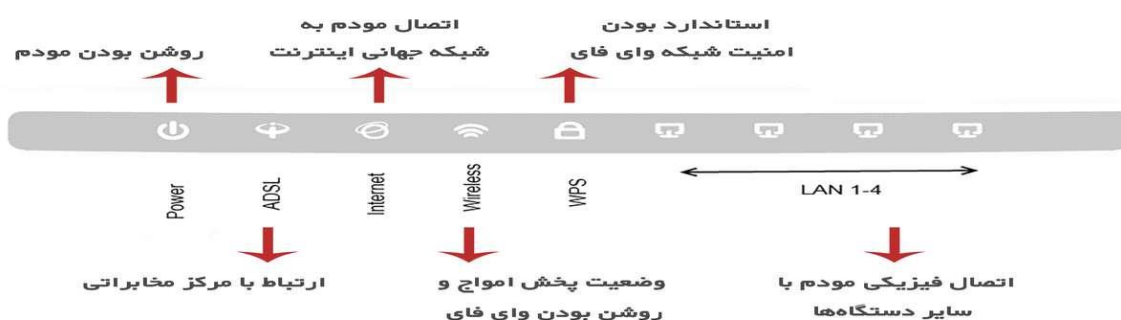 استاندارد بودن
امنیت شبکه وای فای
اتصال مودم به
شبکه جهانی اینترنت
روشن بودن مودم
Power
ADSL
Internet
Wireless
WPS
LAN 1-4
ارتباط با مرکز مخابراتی
وضعیت پخش امواج و
روشن بودن وای فای
اتصال فیزیکی مودم با
سایر دستگاه‌ها